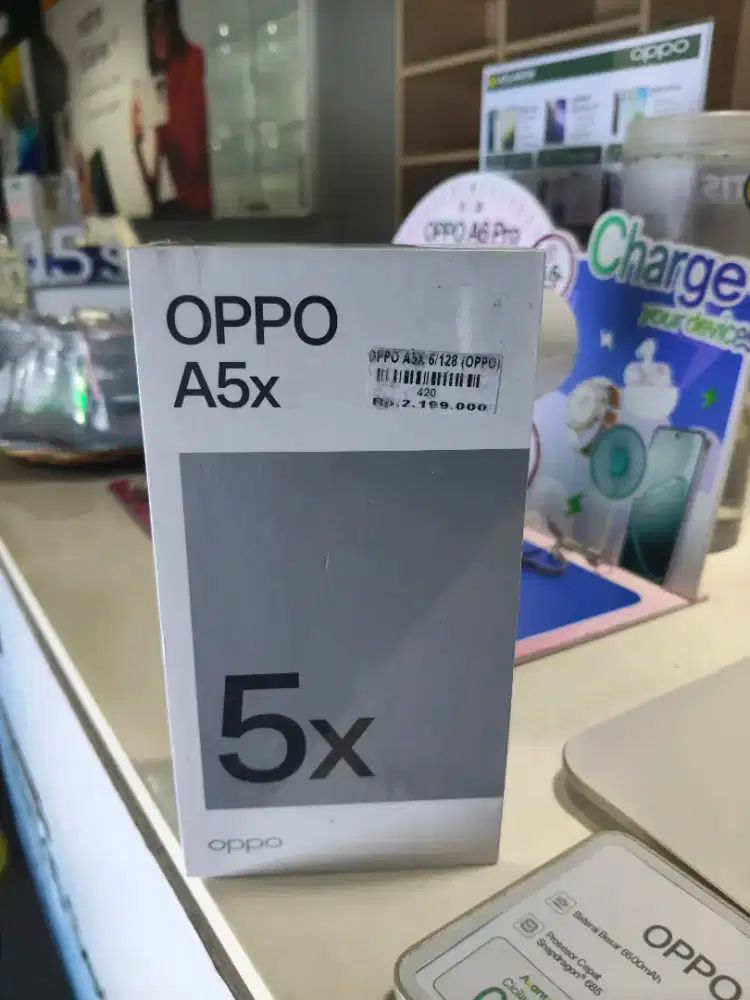 oppo
OPPO A6 Pro
Charge
your device
OPPO
A5x
OPPO A5X 6/128 (OPPO)
420
Rp.2.199.000
5x
oppo
Baterai Besar 6500mAh
Prosesor Cepat
Snapdragon® 685
OPPO